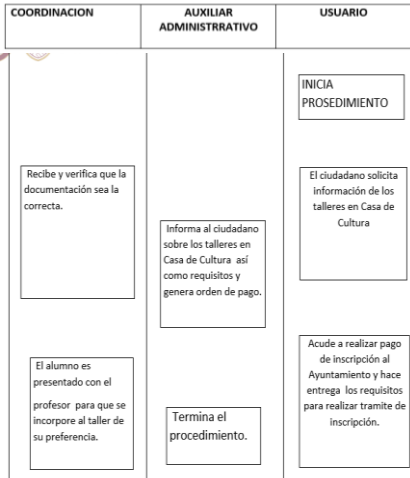 COORDINACION
AUXILIAR
ADMINISTRRATIVO
USUARIO
INICIA
PROSEDIMIENTO
Recibe y verifica que la
documentación sea la
correcta.
El ciudadano solicita
información de los
talleres en Casa de
Cultura
Informa al ciudadano
sobre los talleres en
Casa de Cultura así
como requisitos y
genera orden de pago.
Acude a realizar pago
de inscripción al
Ayuntamiento y hace
entrega los requisitos
para realizar tramite de
inscripción.
El alumno es
presentado con el
profesor para que se
incorpore al taller de
su preferencia.
Termina el
procedimiento.